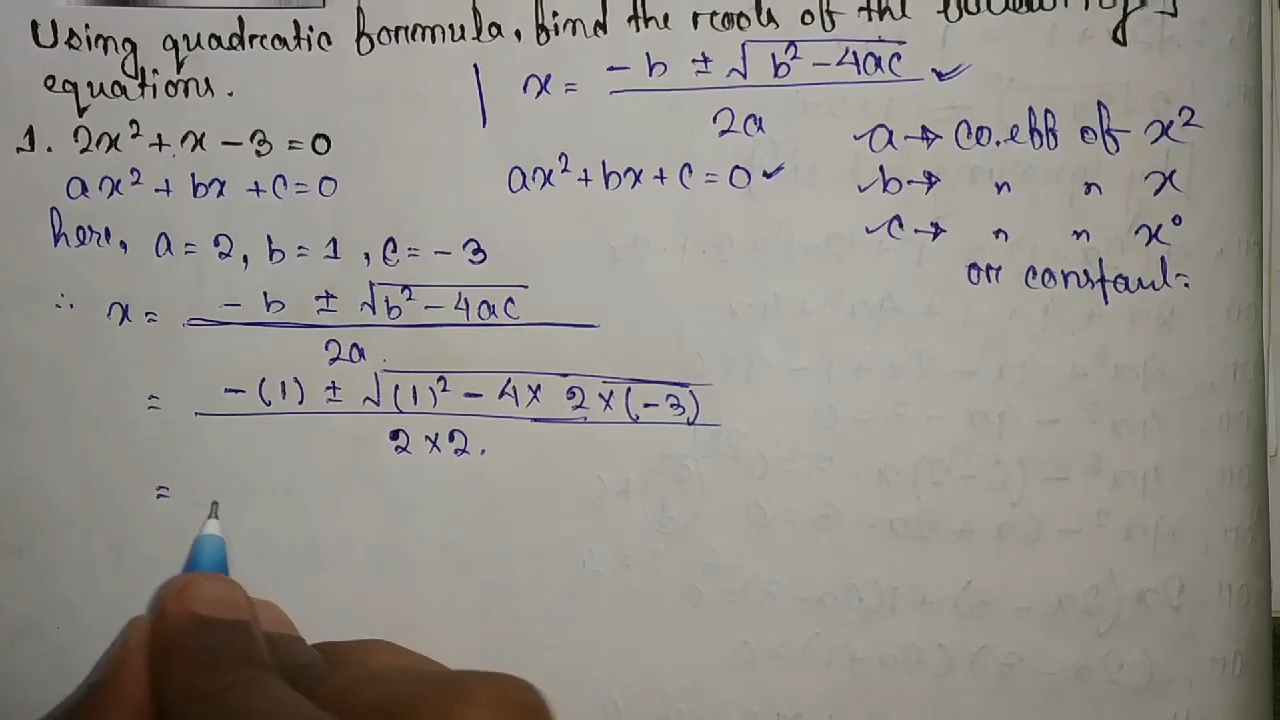 Using quadratic formula, find the roots of the following
equations.
x = -b ± √b² - 4ac ✓
2a
1. 2x² + x - 3 = 0
ax² + bx + c = 0
ax² + bx + c = 0 ✓
a → co.eff of x²
b → " " x
c → " " x⁰
or constant.
here, a = 2, b = 1, c = -3
∴ x = -b ± √b² - 4ac
2a.
= -(1) ± √(1)² - 4 × 2 × (-3)
2 × 2.
=